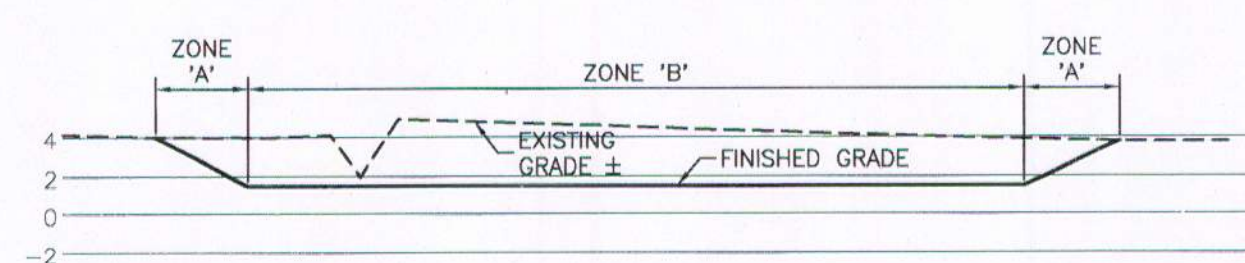 ZONE
'A'
ZONE 'B'
ZONE
'A'
4
EXISTING
GRADE ±
FINISHED GRADE
2
0
-2